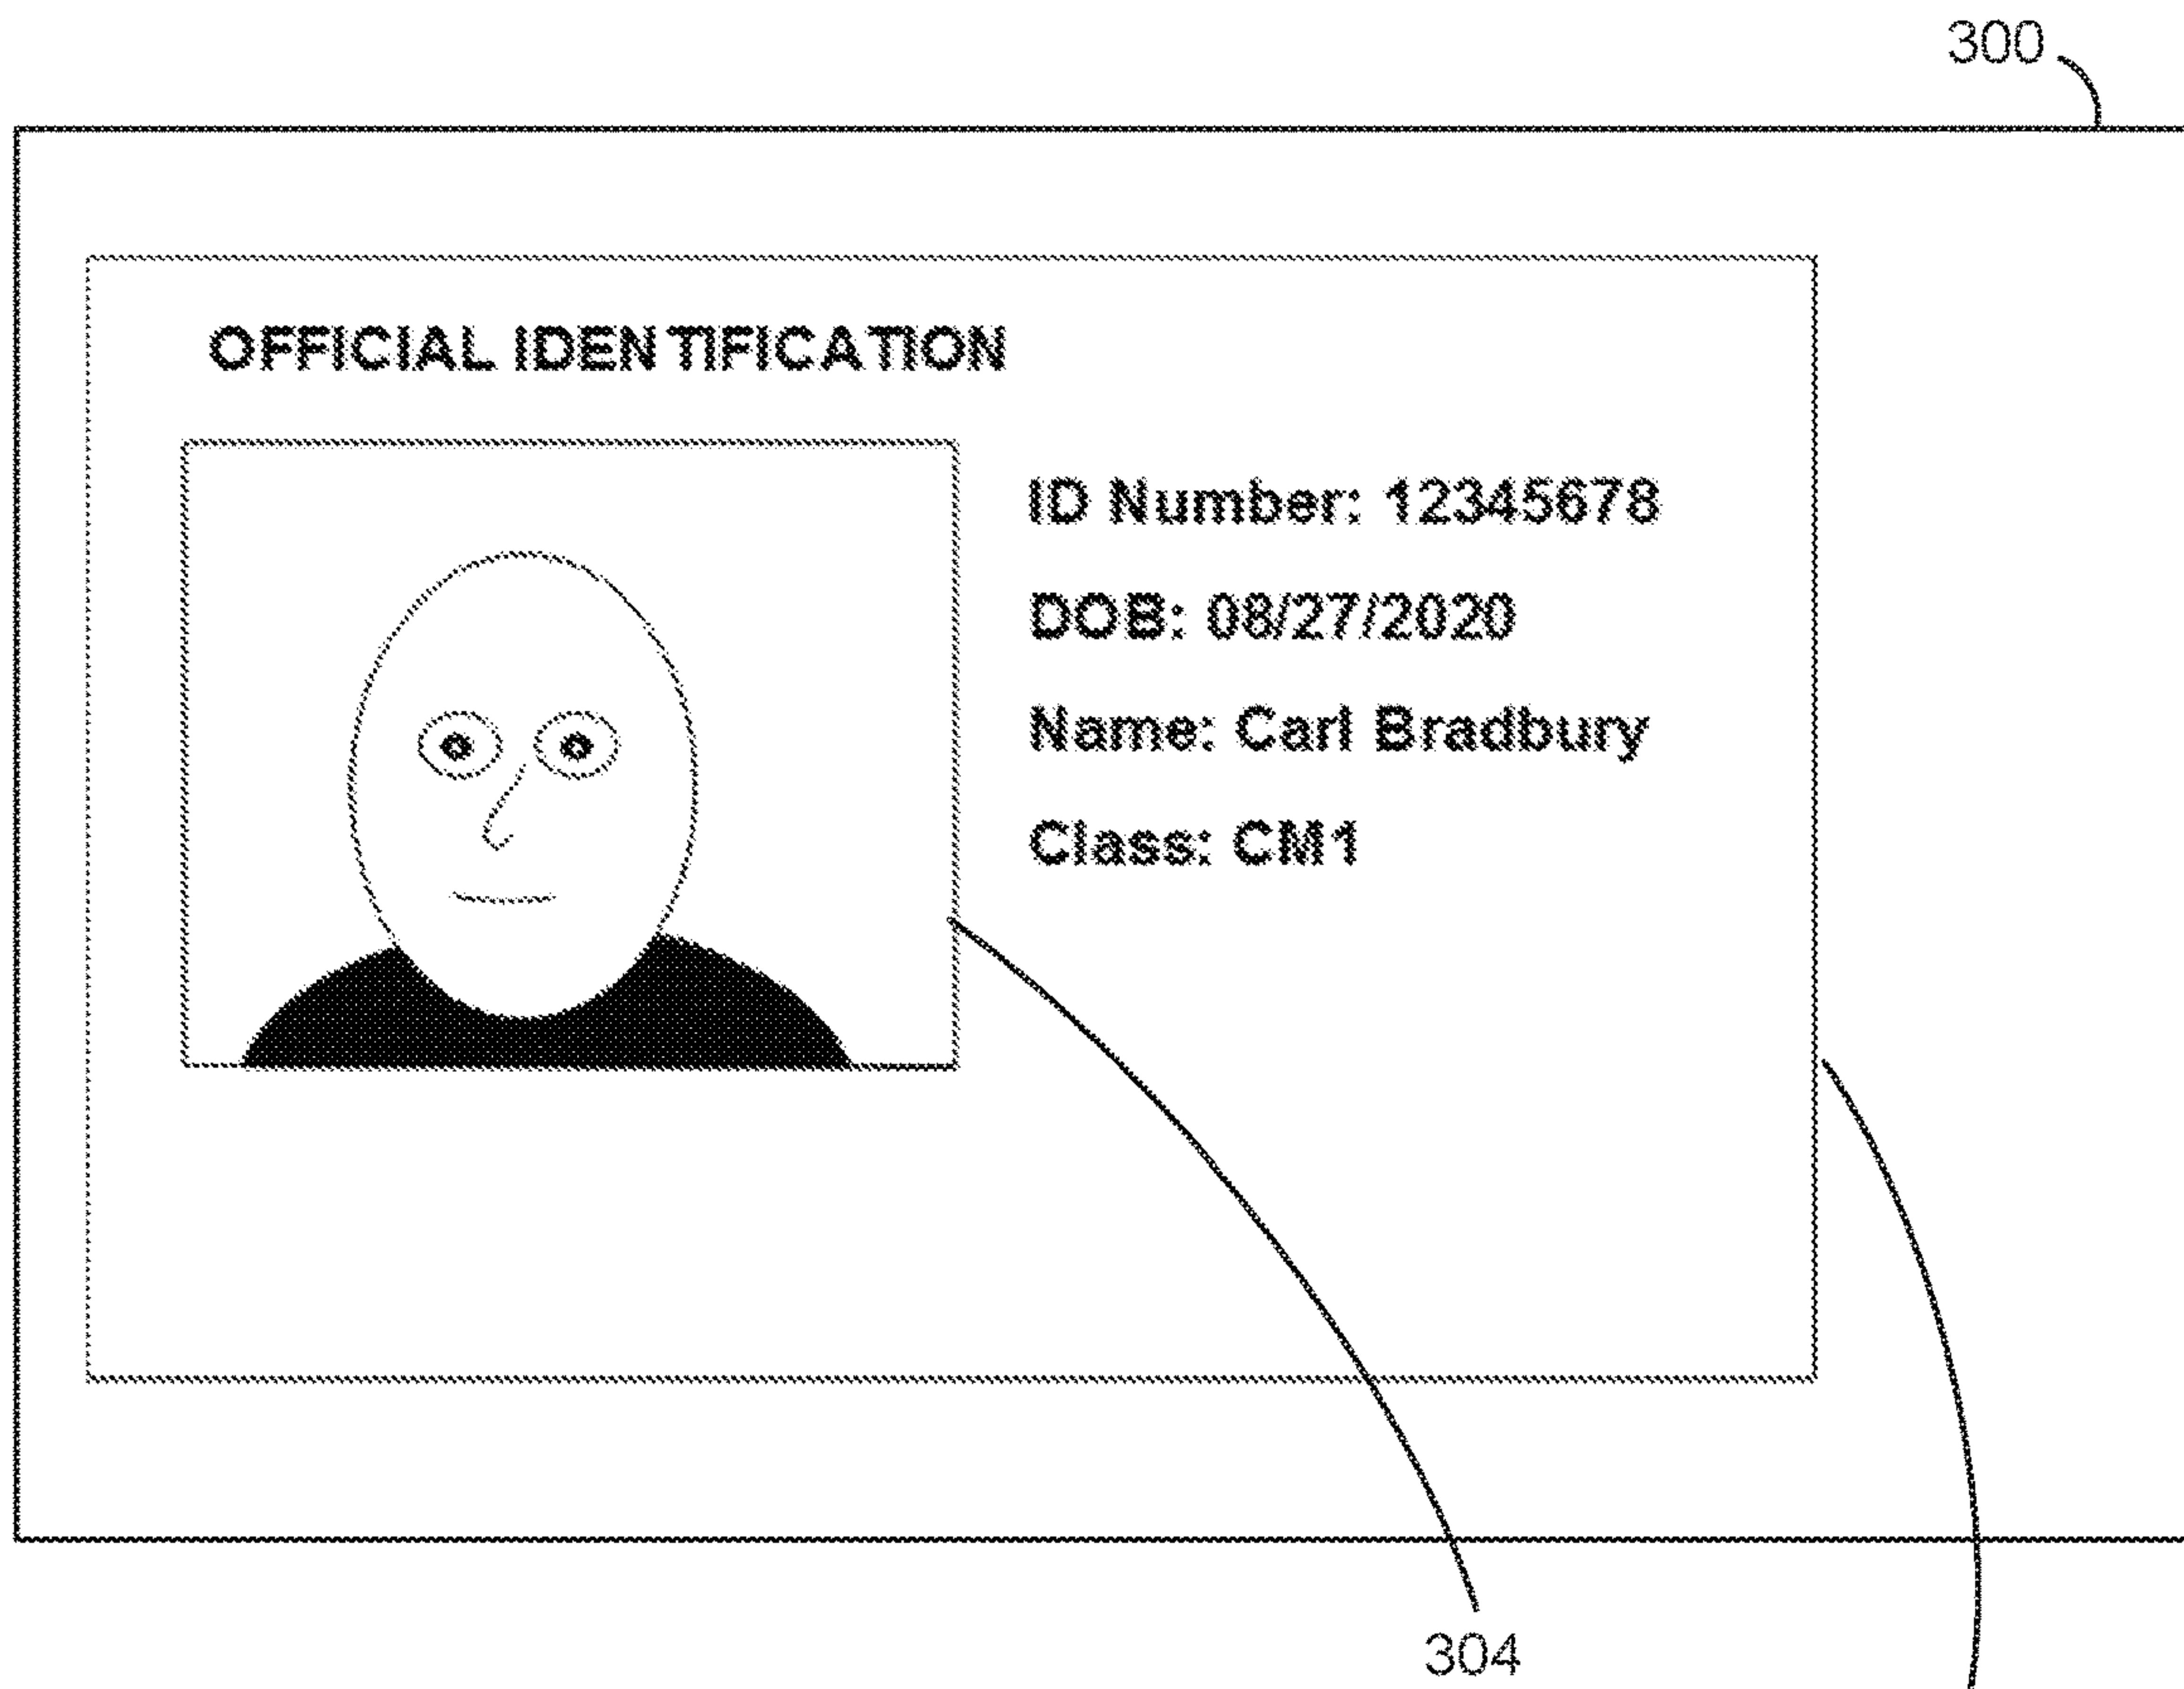 300
OFFICIAL IDENTIFICATION
ID Number: 12345678
DOB: 08/27/2020
Name: Carl Bradbury
Class: CM1
304